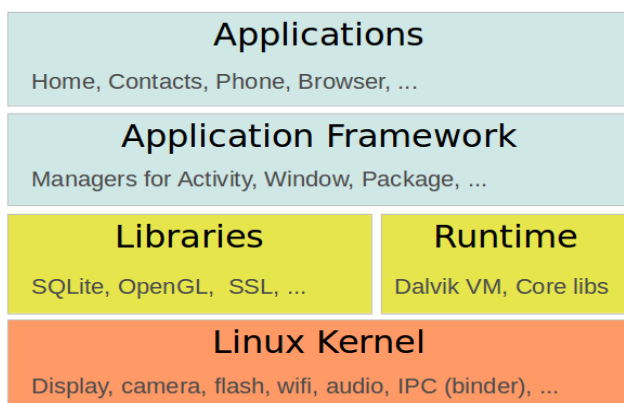 Applications
Home, Contacts, Phone, Browser, ...
Application Framework
Managers for Activity, Window, Package, ...
Libraries
SQLite, OpenGL, SSL, ...
Runtime
Dalvik VM, Core libs
Linux Kernel
Display, camera, flash, wifi, audio, IPC (binder), ...